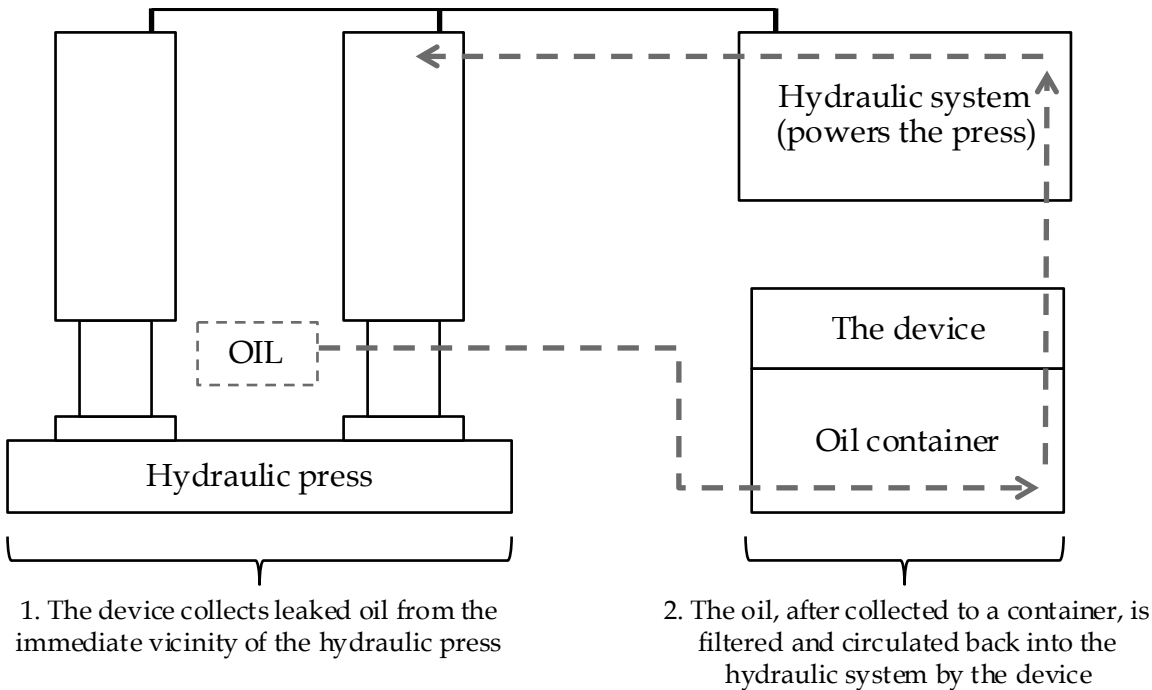 Hydraulic system
(powers the press)
The device
OIL
Oil container
Hydraulic press
1. The device collects leaked oil from the
immediate vicinity of the hydraulic press
2. The oil, after collected to a container, is
filtered and circulated back into the
hydraulic system by the device